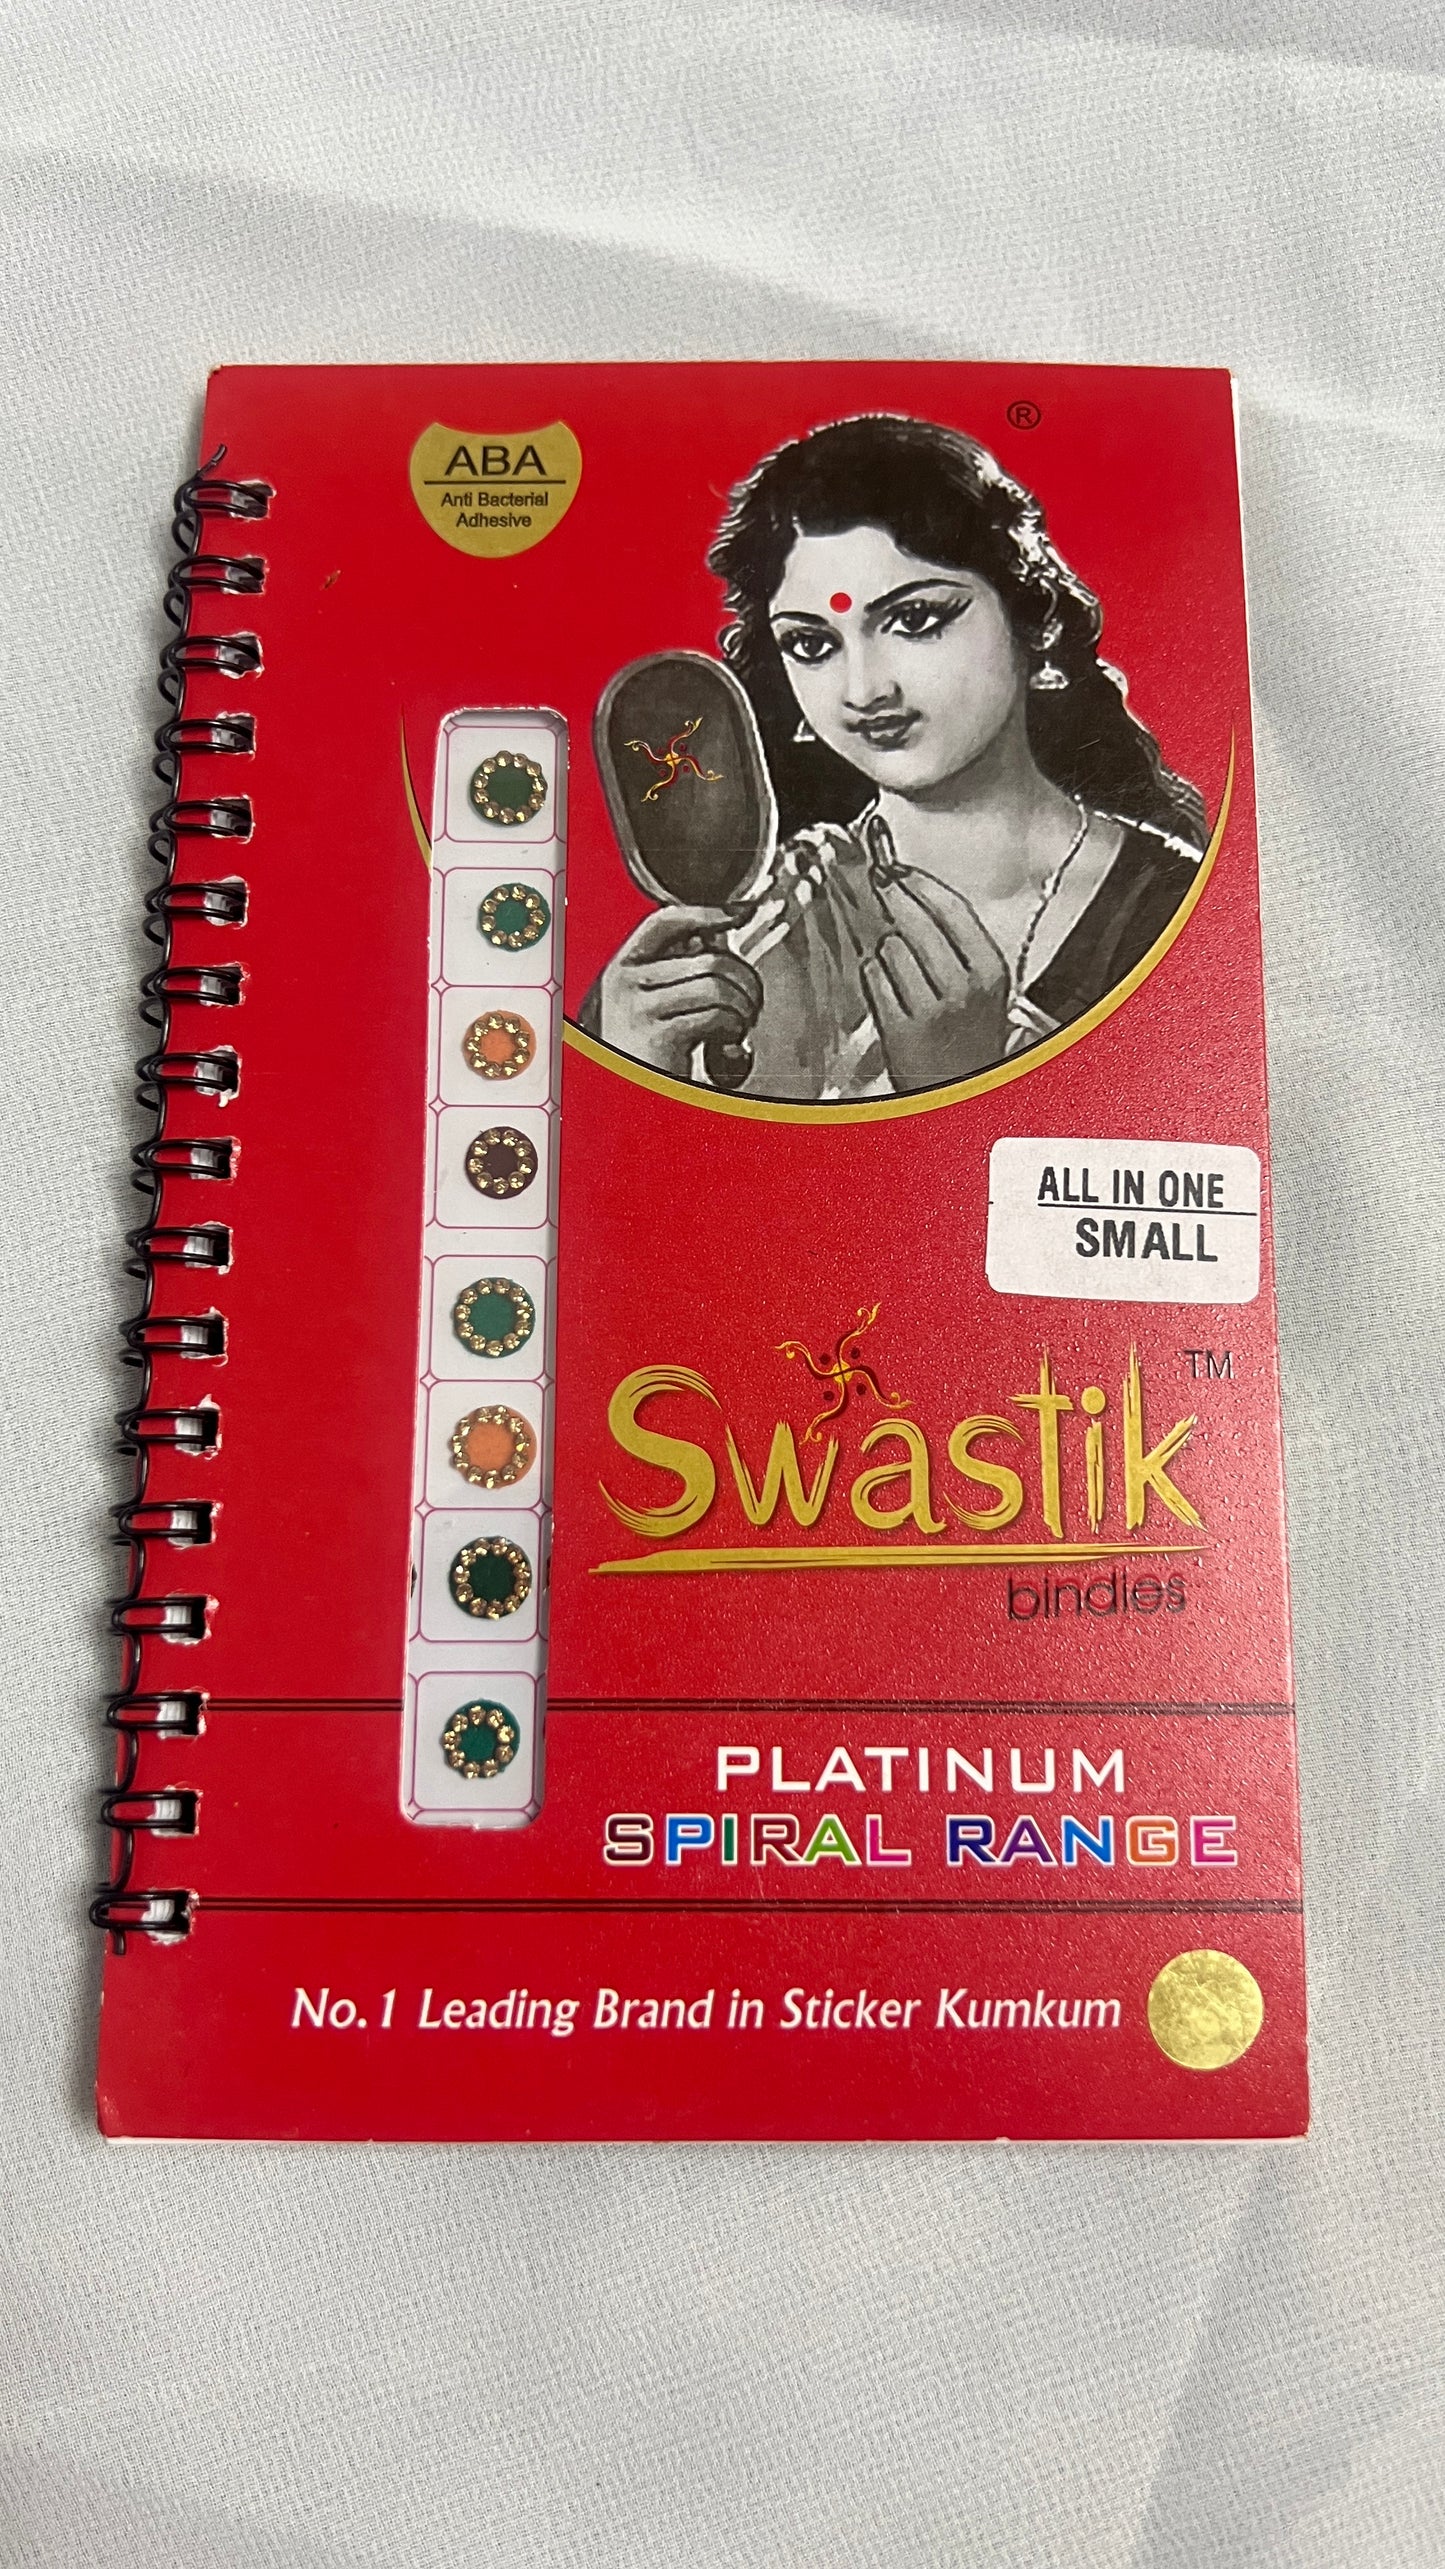 ®
ABA
Anti Bacterial
Adhesive
ALL IN ONE
SMALL
Swastik TM
bindies
PLATINUM
SPIRAL RANGE
No.1 Leading Brand in Sticker Kumkum